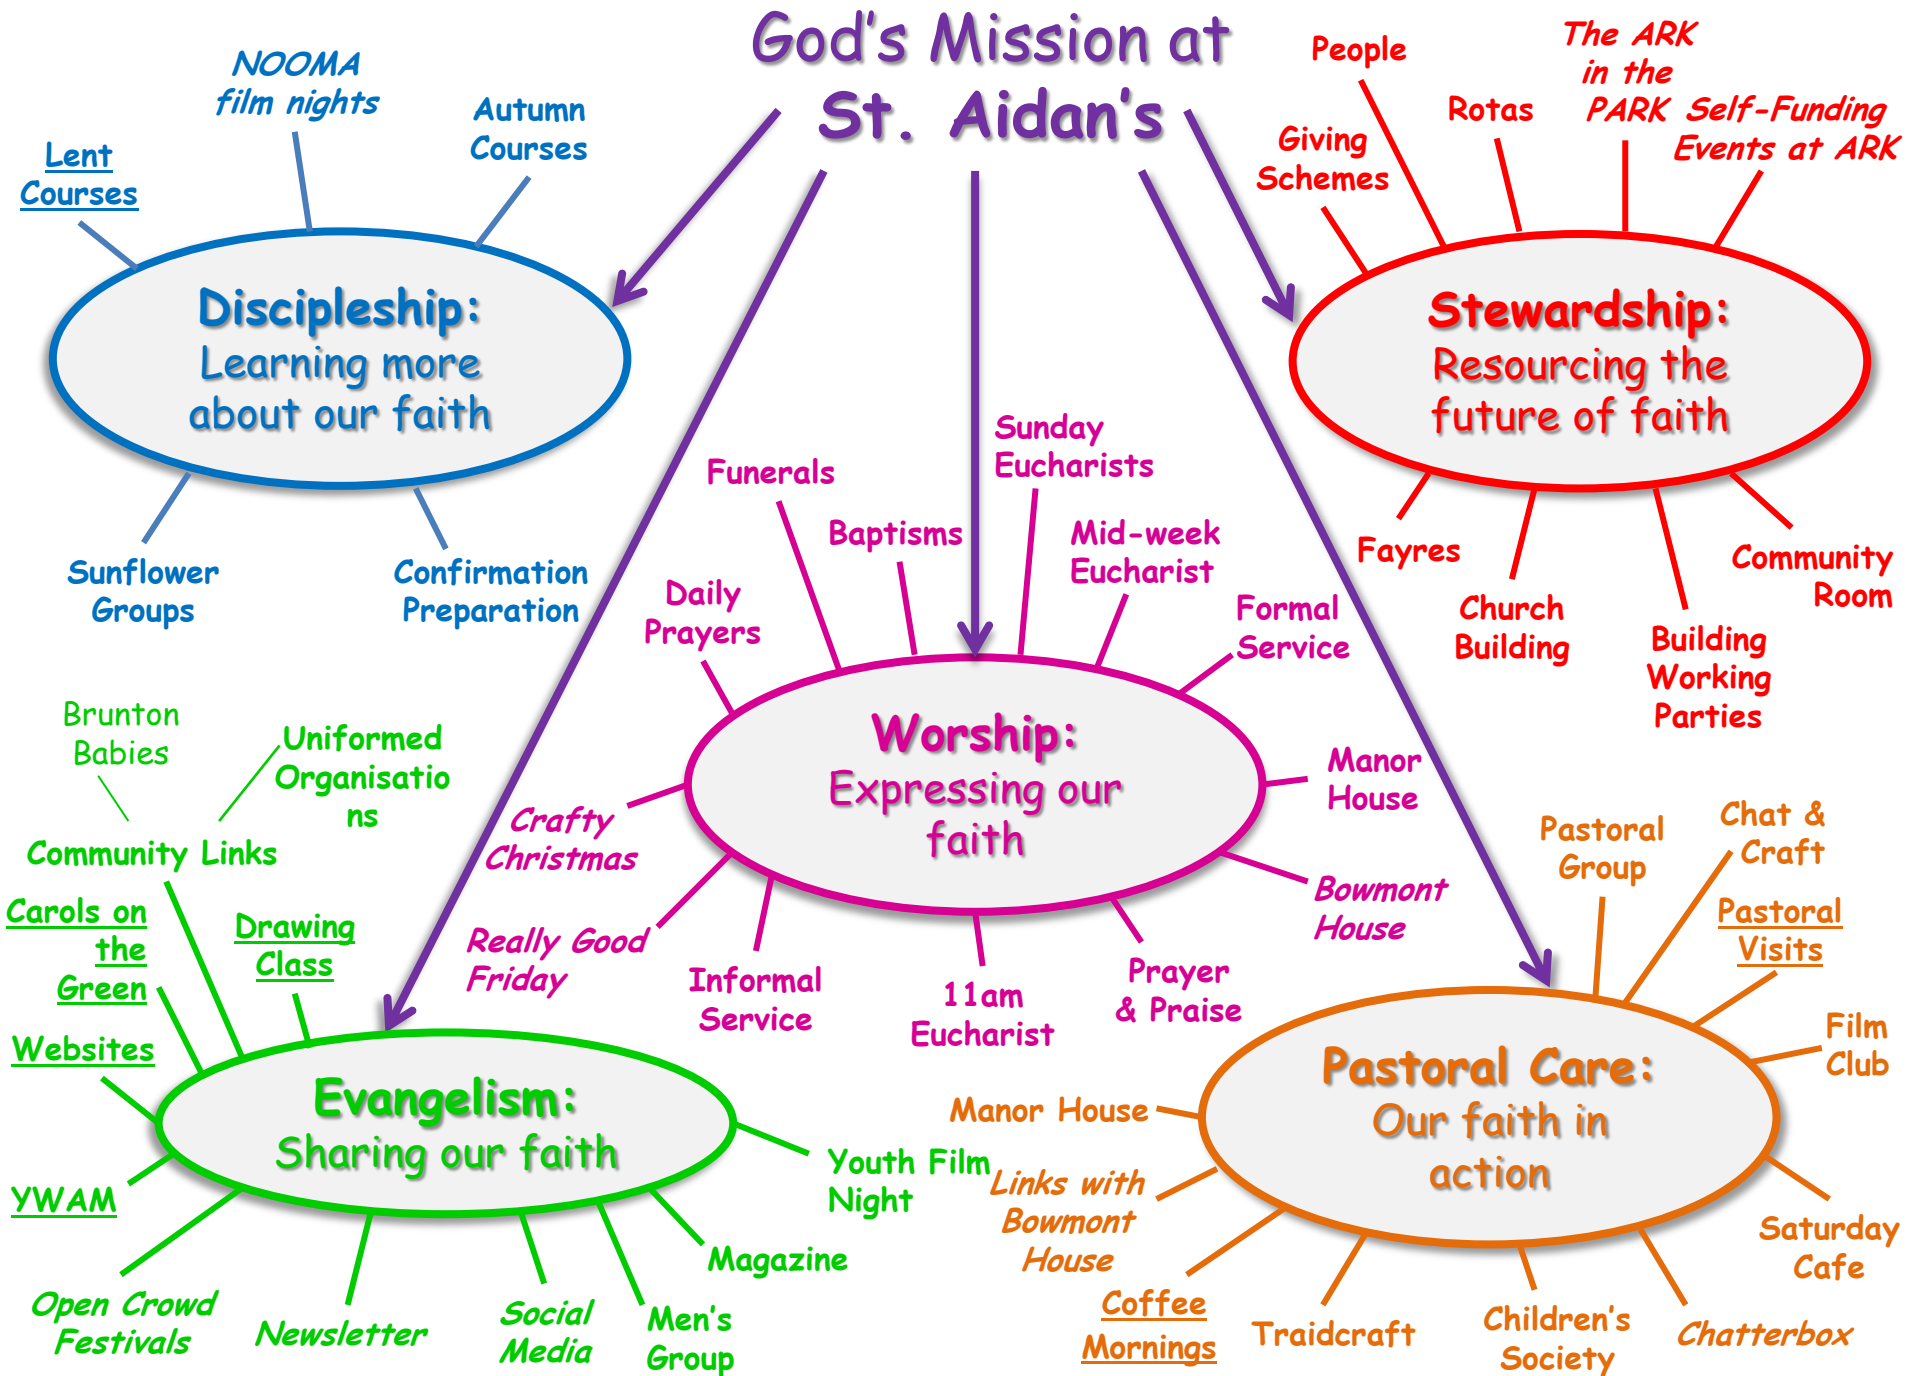 God's Mission at
St. Aidan's
NOOMA
film nights
Autumn
Courses
Lent
Courses
Discipleship:
Learning more
about our faith
Sunflower
Groups
Confirmation
Preparation
People
The ARK
in the
PARK
Rotas
Self-Funding
Events at ARK
Giving
Schemes
Stewardship:
Resourcing the
future of faith
Fayres
Church
Building
Building
Working
Parties
Community
Room
Sunday
Eucharists
Funerals
Baptisms
Mid-week
Eucharist
Daily
Prayers
Formal
Service
Worship:
Expressing our
faith
Manor
House
Crafty
Christmas
Bowmont
House
Really Good
Friday
Informal
Service
11am
Eucharist
Prayer
& Praise
Brunton
Babies
Uniformed
Organisatio
ns
Community Links
Carols on
the
Green
Drawing
Class
Websites
Evangelism:
Sharing our faith
YWAM
Open Crowd
Festivals
Newsletter
Social
Media
Men's
Group
Magazine
Youth Film
Night
Pastoral
Group
Chat &
Craft
Pastoral
Visits
Film
Club
Pastoral Care:
Our faith in
action
Manor House
Links with
Bowmont
House
Coffee
Mornings
Traidcraft
Children's
Society
Chatterbox
Saturday
Cafe